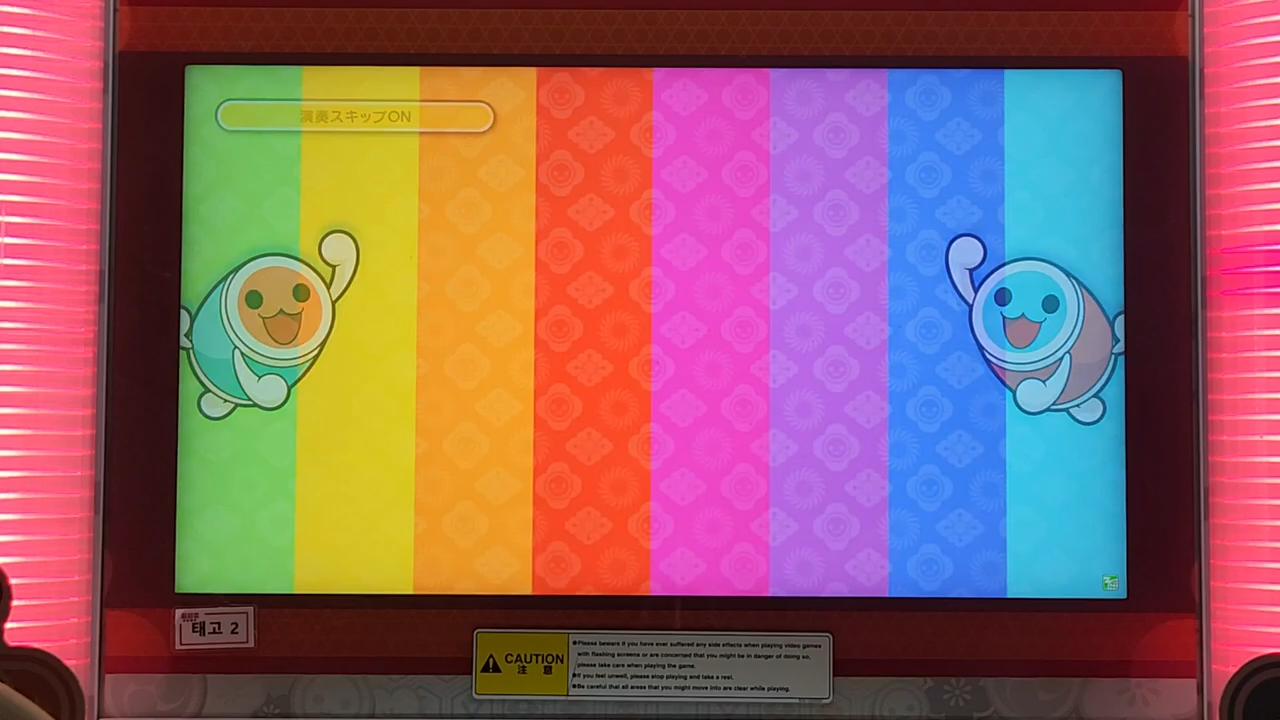 演奏スキップON
태고 2
CAUTION
注 意
●Please beware if you have ever suffered any side effects when playing video games
with flashing screens or are concerned that you might be in danger of doing so,
please take care when playing the game.
●If you feel unwell, please stop playing and take a rest.
●Be careful that all areas that you might move into are clear while playing.